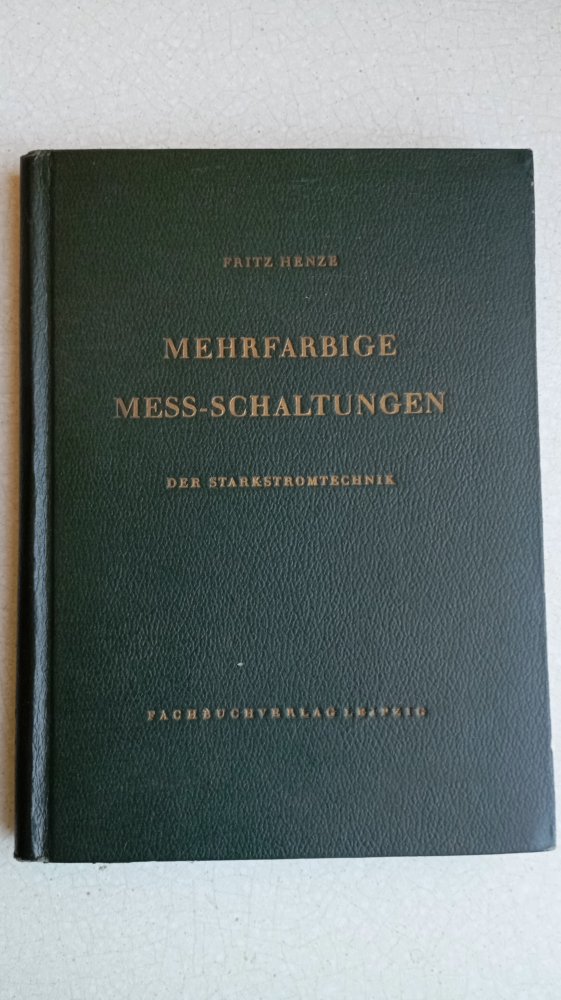 FRITZ HENZE
MEHRFARBIGE
MESS-SCHALTUNGEN
DER STARKSTROMTECHNIK
FACHBUCHVERLAG LEIPZIG